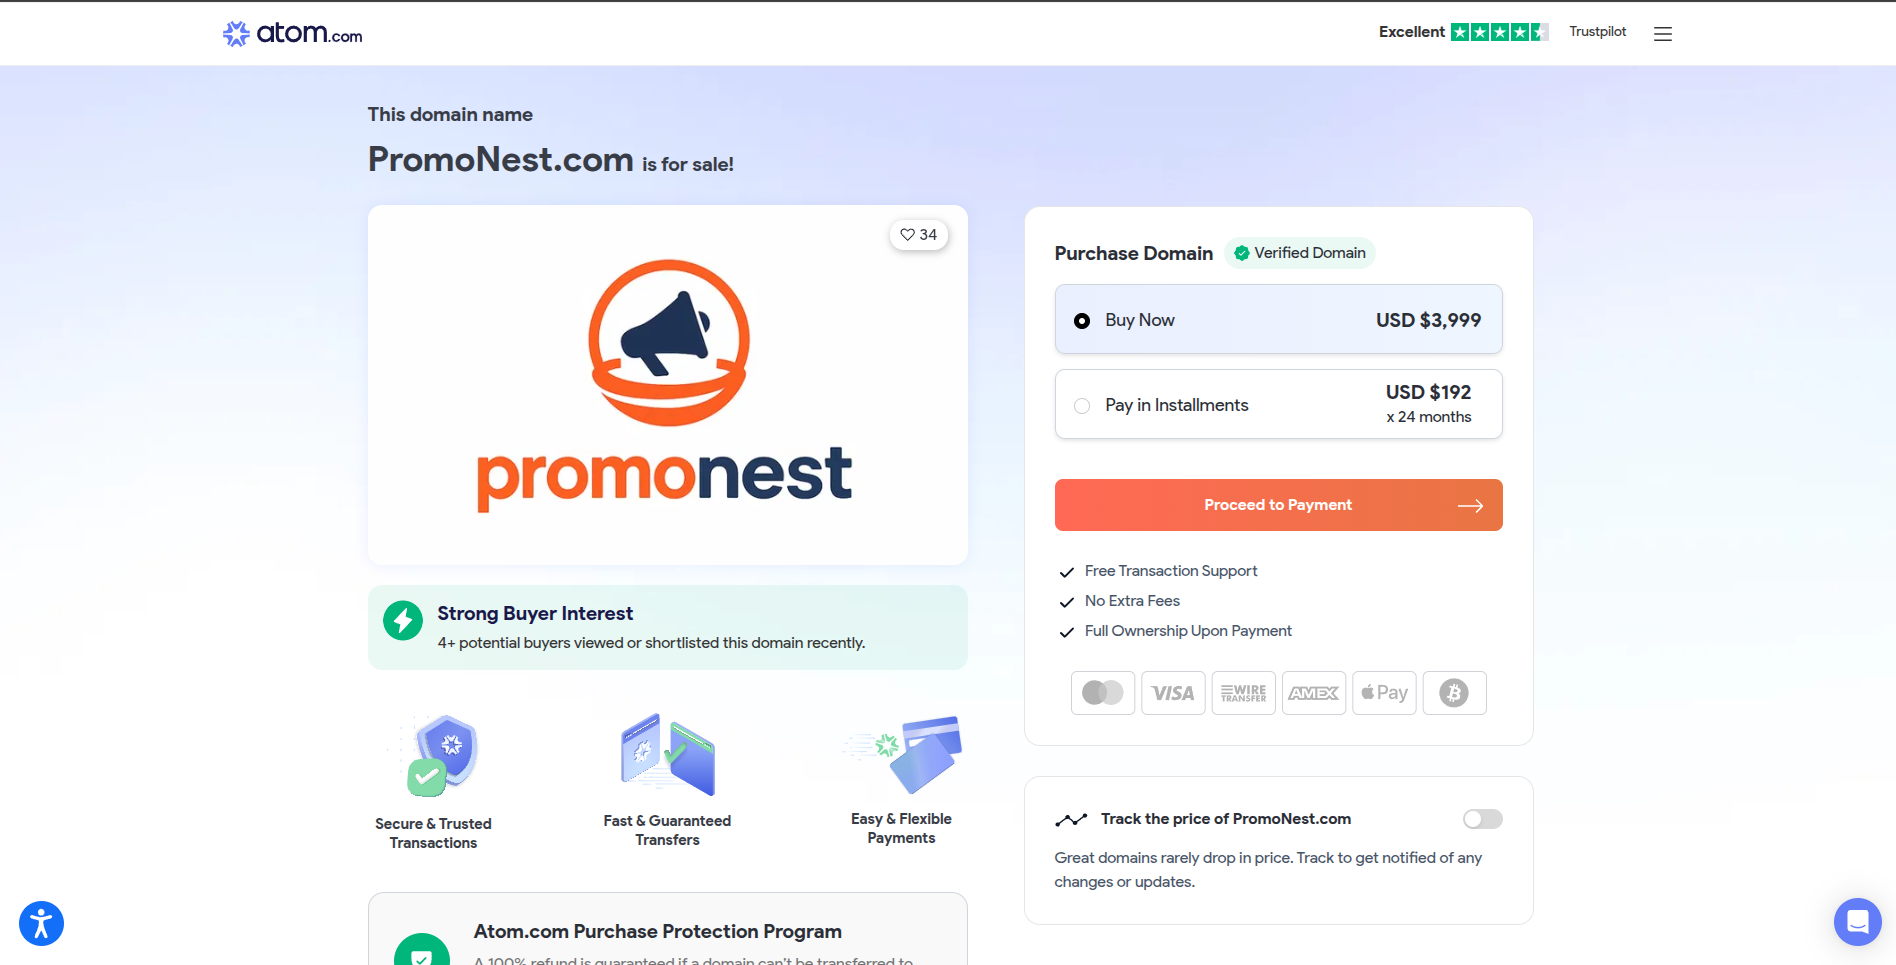 atom.com
Excellent
Trustpilot
This domain name
PromoNest.com is for sale!
34
promonest
Strong Buyer Interest
4+ potential buyers viewed or shortlisted this domain recently.
Secure & Trusted
Transactions
Fast & Guaranteed
Transfers
Easy & Flexible
Payments
Atom.com Purchase Protection Program
A 100% refund is guaranteed if a domain can't be transferred to
Purchase Domain
Verified Domain
Buy Now
USD $3,999
Pay in Installments
USD $192
x 24 months
Proceed to Payment
Free Transaction Support
No Extra Fees
Full Ownership Upon Payment
VISA
WIRE
TRANSFER
AMEX
Pay
Track the price of PromoNest.com
Great domains rarely drop in price. Track to get notified of any
changes or updates.